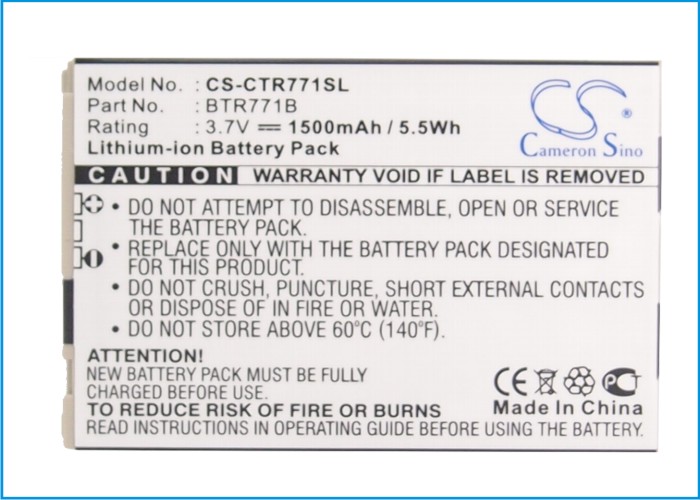 Model No. : CS-CTR771SL
Part No. : BTR771B
Rating : 3.7V 1500mAh / 5.5Wh
Lithium-ion Battery Pack
CS
Cameron Sino
CAUTION WARRANTY VOID IF LABEL IS REMOVED
• DO NOT ATTEMPT TO DISASSEMBLE, OPEN OR SERVICE
THE BATTERY PACK.
• REPLACE ONLY WITH THE BATTERY PACK DESIGNATED
FOR THIS PRODUCT.
• DO NOT CRUSH, PUNCTURE, SHORT EXTERNAL CONTACTS
OR DISPOSE OF IN FIRE OR WATER.
• DO NOT STORE ABOVE 60°C (140°F).
ATTENTION:
NEW BATTERY PACK MUST BE FULLY
CHARGED BEFORE USE.
CE PCT
Made In China
TO REDUCE RISK OF FIRE OR BURNS
READ OPERATING GUIDE BEFORE USING BATTERY.